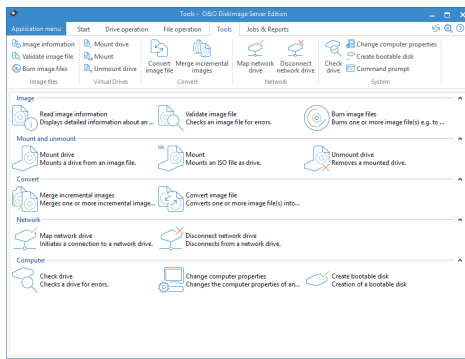 Tools - O&O DiskImage Server Edition
Application menu Start Drive operation File operation Tools Jobs & Reports
Image information
Validate image file
Burn image files
Image files
Mount drive
Mount
Unmount drive
Virtual Drives
Convert image file
Merge incremental images
Convert
Map network drive
Disconnect network drive
Network
Check drive
Change computer properties
Create bootable disk
Command prompt
System
Image
Read image information
Displays detailed information about an ...
Validate image file
Checks an image file for errors.
Burn image files
Burns one or more image file(s) e.g. to ...
Mount and unmount
Mount drive
Mounts a drive from an image file.
ISO
Mount
Mounts an ISO file as drive.
Unmount drive
Removes a mounted drive.
Convert
Merge incremental images
Merges one or more incremental image...
Convert image file
Converts one or more image file(s) into...
Network
Map network drive
Initiates a connection to a network drive.
Disconnect network drive
Disconnects from a network drive.
Computer
Check drive
Checks a drive for errors.
Change computer properties
Changes the computer properties of an...
Create bootable disk
Creation of a bootable disk